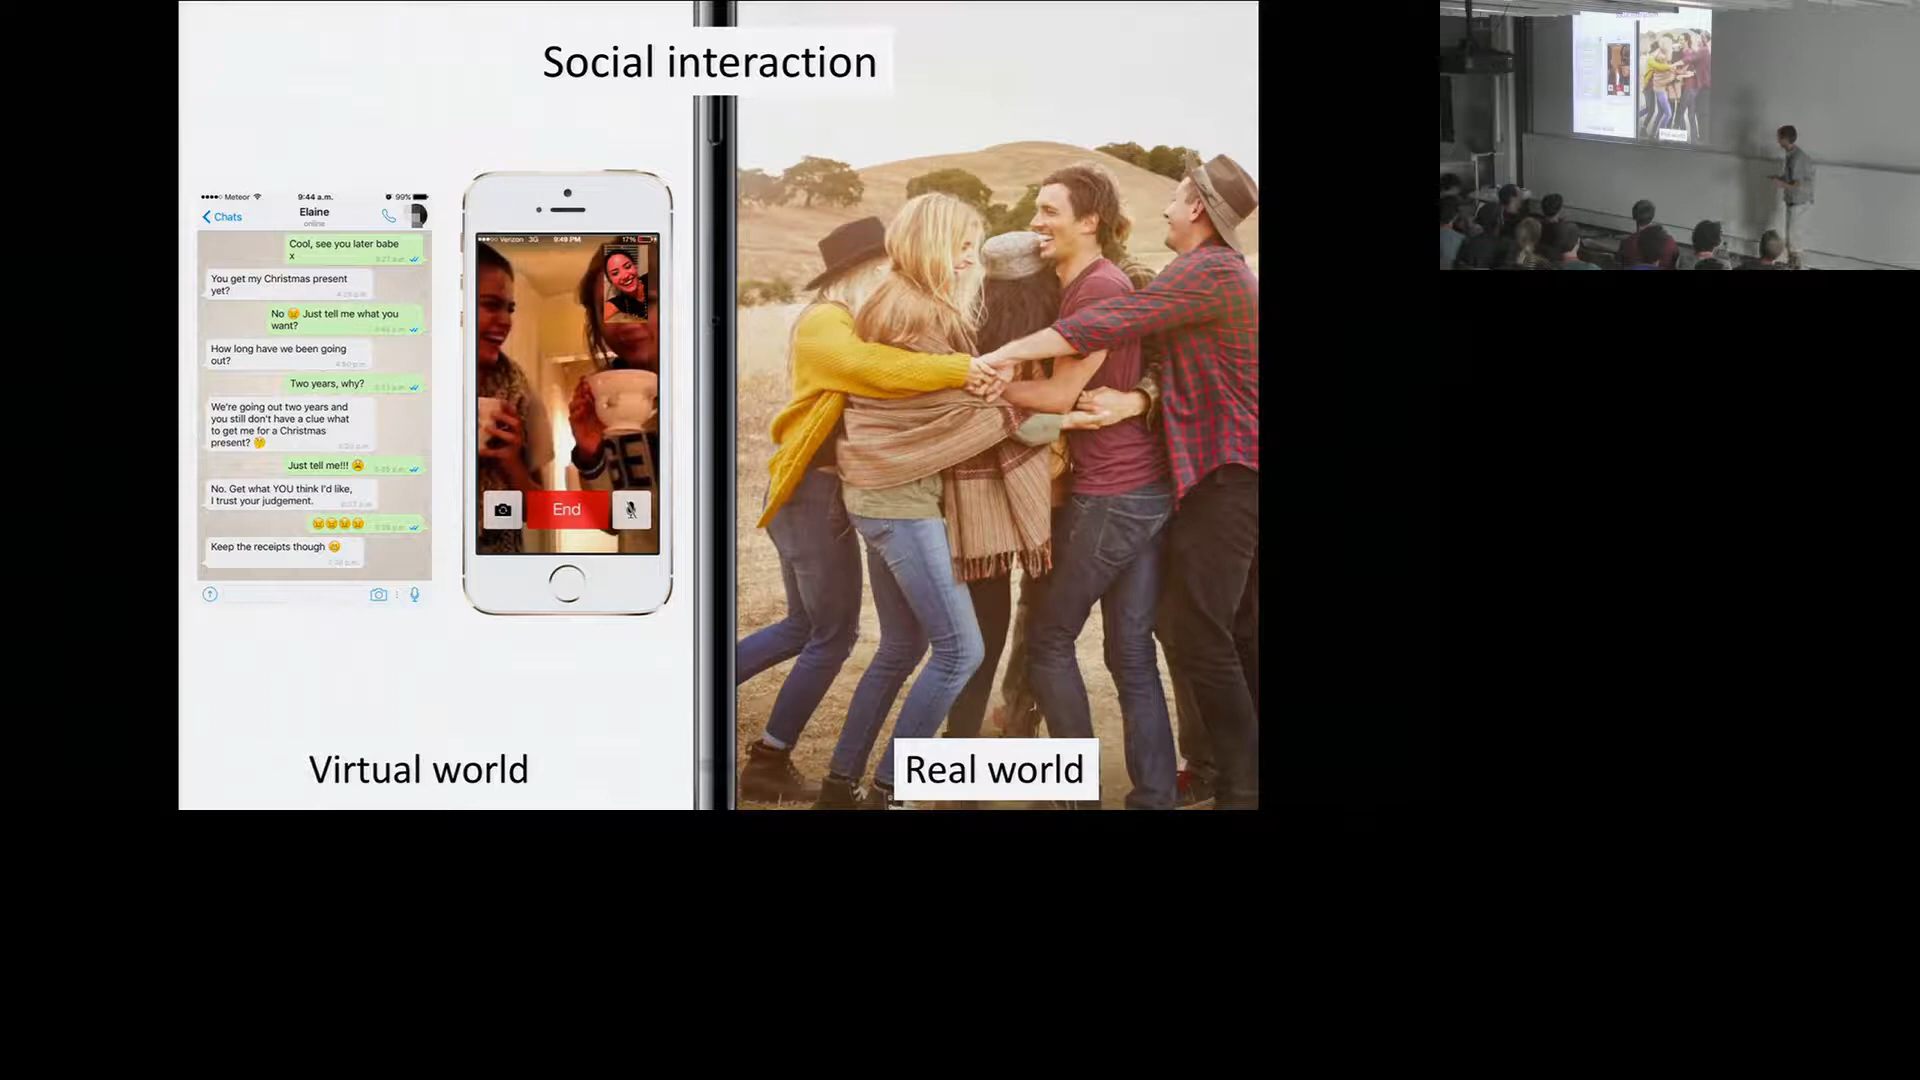 Social interaction
Meteor
9:44 a.m.
99%
Chats
Elaine
online
Cool, see you later babe
x
You get my Christmas present
yet?
No 😠 Just tell me what you
want?
How long have we been going
out?
Two years, why?
We're going out two years and
you still don't have a clue what
to get me for a Christmas
present? 🤔
Just tell me!!! 😫
No. Get what YOU think I'd like,
I trust your judgement.
😠😠😠😠
Keep the receipts though 😊
Verizon 3G
9:49 PM
17%
End
Virtual world
Real world